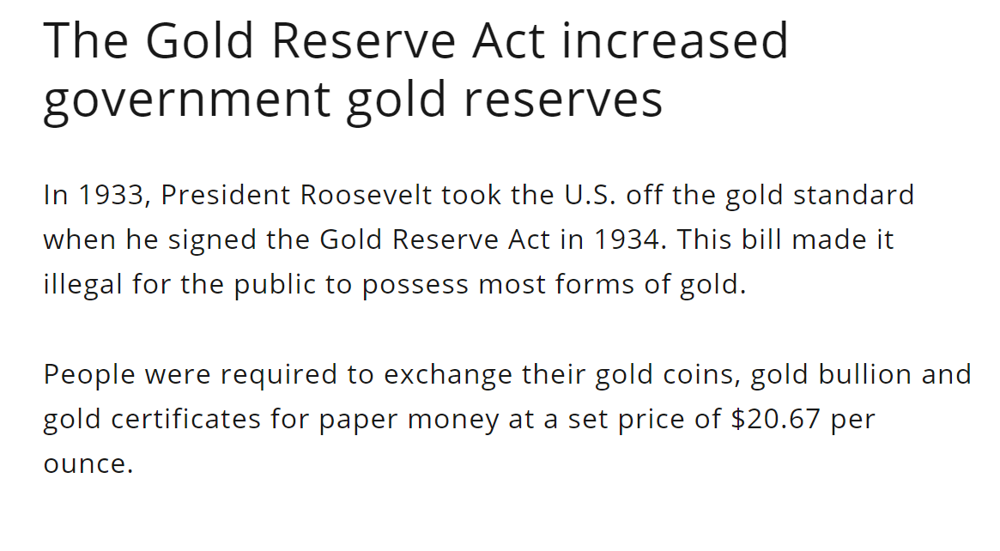 The Gold Reserve Act increased
government gold reserves
In 1933, President Roosevelt took the U.S. off the gold standard
when he signed the Gold Reserve Act in 1934. This bill made it
illegal for the public to possess most forms of gold.
People were required to exchange their gold coins, gold bullion and
gold certificates for paper money at a set price of $20.67 per
ounce.